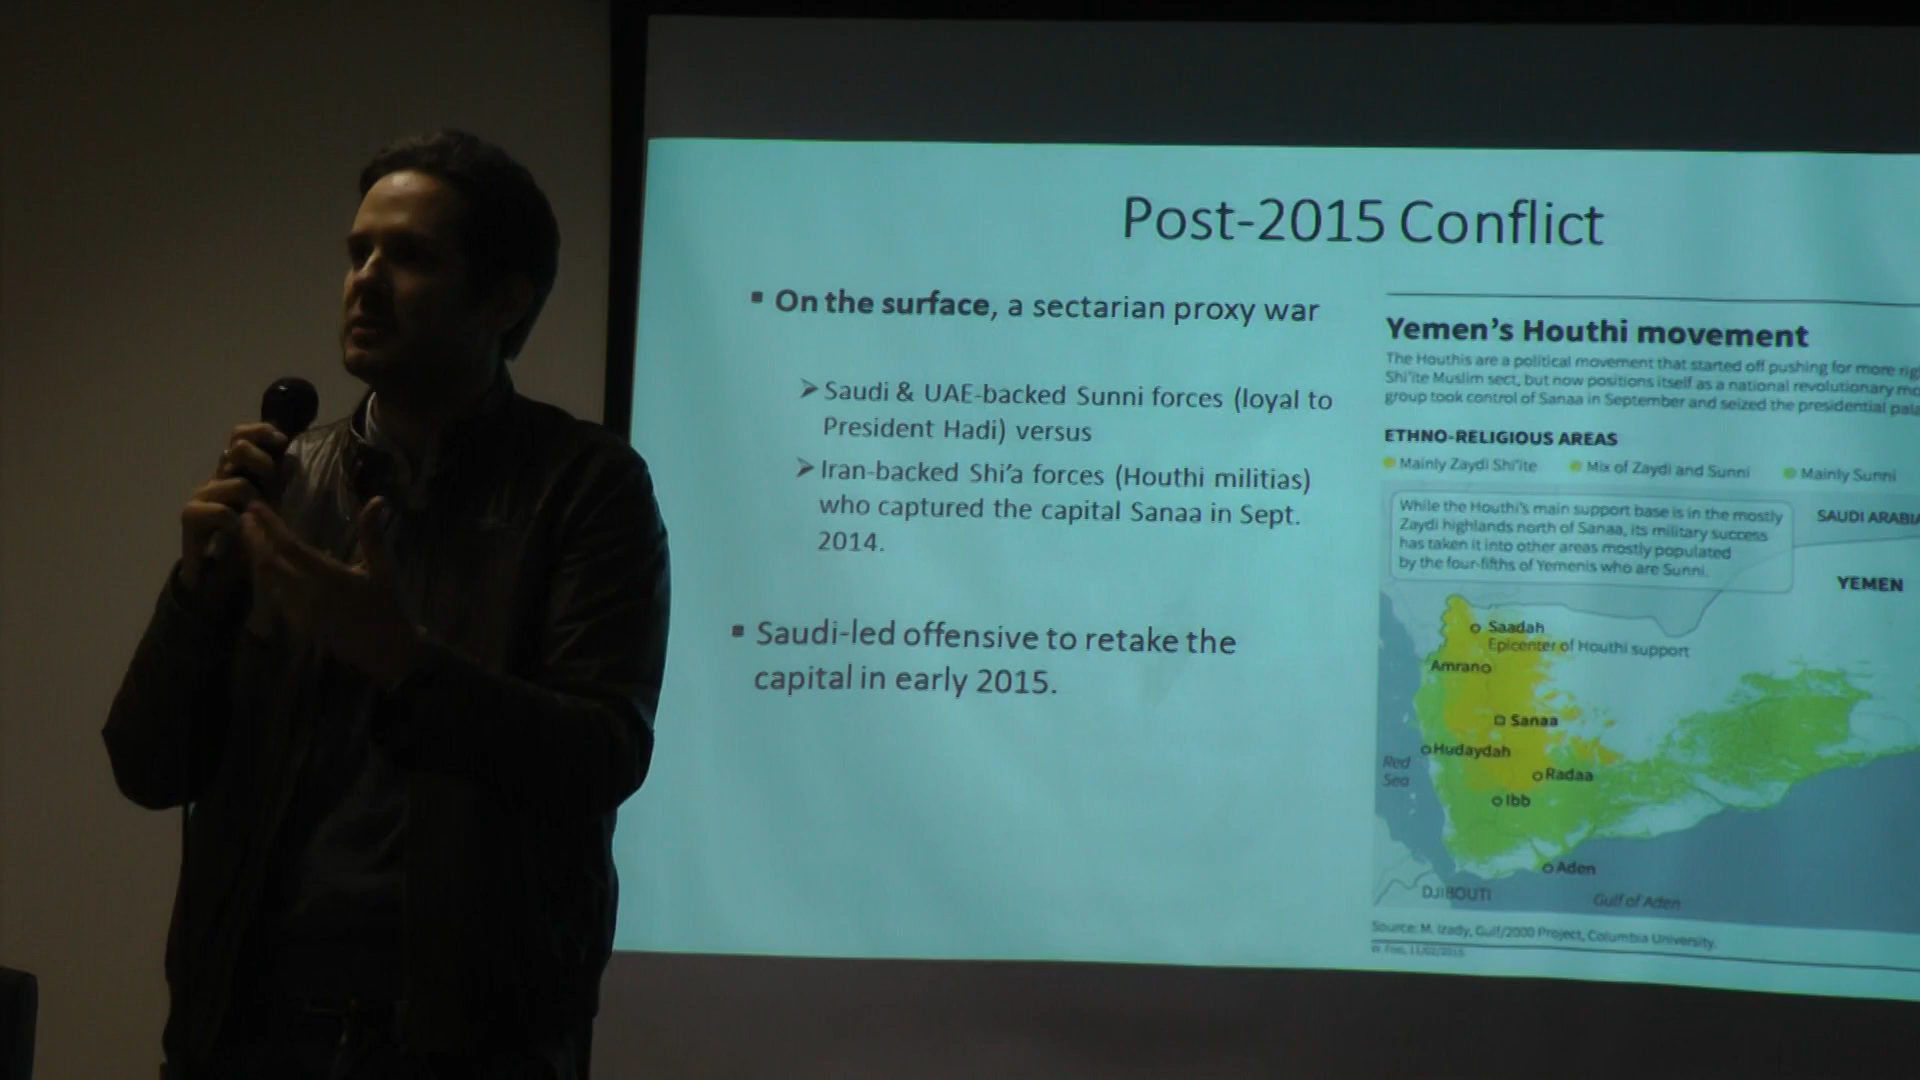 Post-2015 Conflict
▪ On the surface, a sectarian proxy war
➢ Saudi & UAE-backed Sunni forces (loyal to
President Hadi) versus
➢ Iran-backed Shi’a forces (Houthi militias)
who captured the capital Sanaa in Sept.
2014.
▪ Saudi-led offensive to retake the
capital in early 2015.
Yemen’s Houthi movement
The Houthis are a political movement that started off pushing for more
Shi’ite Muslim sect, but now positions itself as a national revolutionary
group took control of Sanaa in September and seized the presidential
ETHNO-RELIGIOUS AREAS
Mainly Zaydi Shi’ite Mix of Zaydi and Sunni Mainly Sunni
While the Houthi’s main support base is in the mostly
Zaydi highlands north of Sanaa, its military success
has taken it into other areas mostly populated
by the four-fifths of Yemenis who are Sunni.
SAUDI ARABIA
YEMEN
Saadah
Epicenter of Houthi support
Amran
Sanaa
Hudaydah
Red
Sea
Radaa
Ibb
Aden
DJIBOUTI
Gulf of Aden
Source: M. Izady, Gulf/2000 Project, Columbia University.